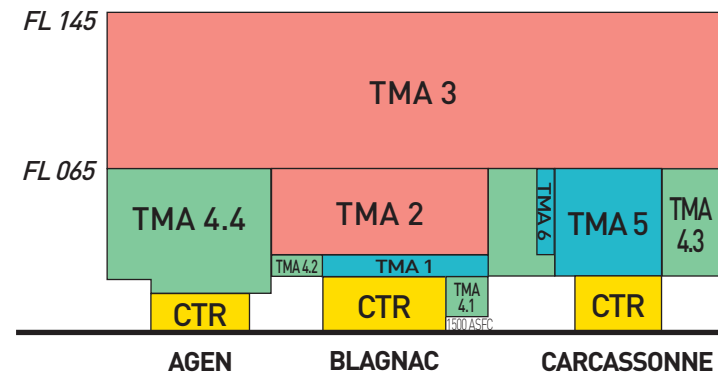 FL 145
TMA 3
FL 065
TMA 4.4
TMA 2
TMA 6
TMA 5
TMA
4.3
TMA 4.2
TMA 1
CTR
CTR
TMA
4.1
1500 ASFC
CTR
AGEN
BLAGNAC
CARCASSONNE